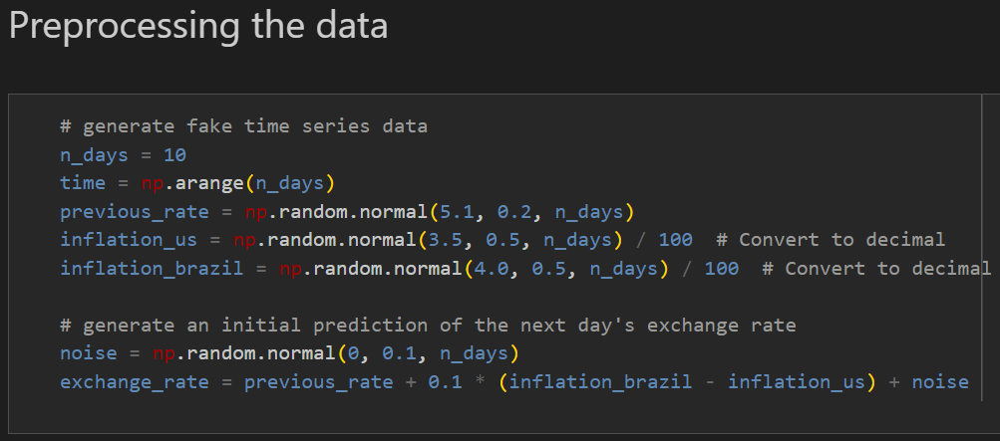 Preprocessing the data
# generate fake time series data
n_days = 10
time = np.arange(n_days)
previous_rate = np.random.normal(5.1, 0.2, n_days)
inflation_us = np.random.normal(3.5, 0.5, n_days) / 100  # Convert to decimal
inflation_brazil = np.random.normal(4.0, 0.5, n_days) / 100  # Convert to decimal
# generate an initial prediction of the next day's exchange rate
noise = np.random.normal(0, 0.1, n_days)
exchange_rate = previous_rate + 0.1 * (inflation_brazil - inflation_us) + noise